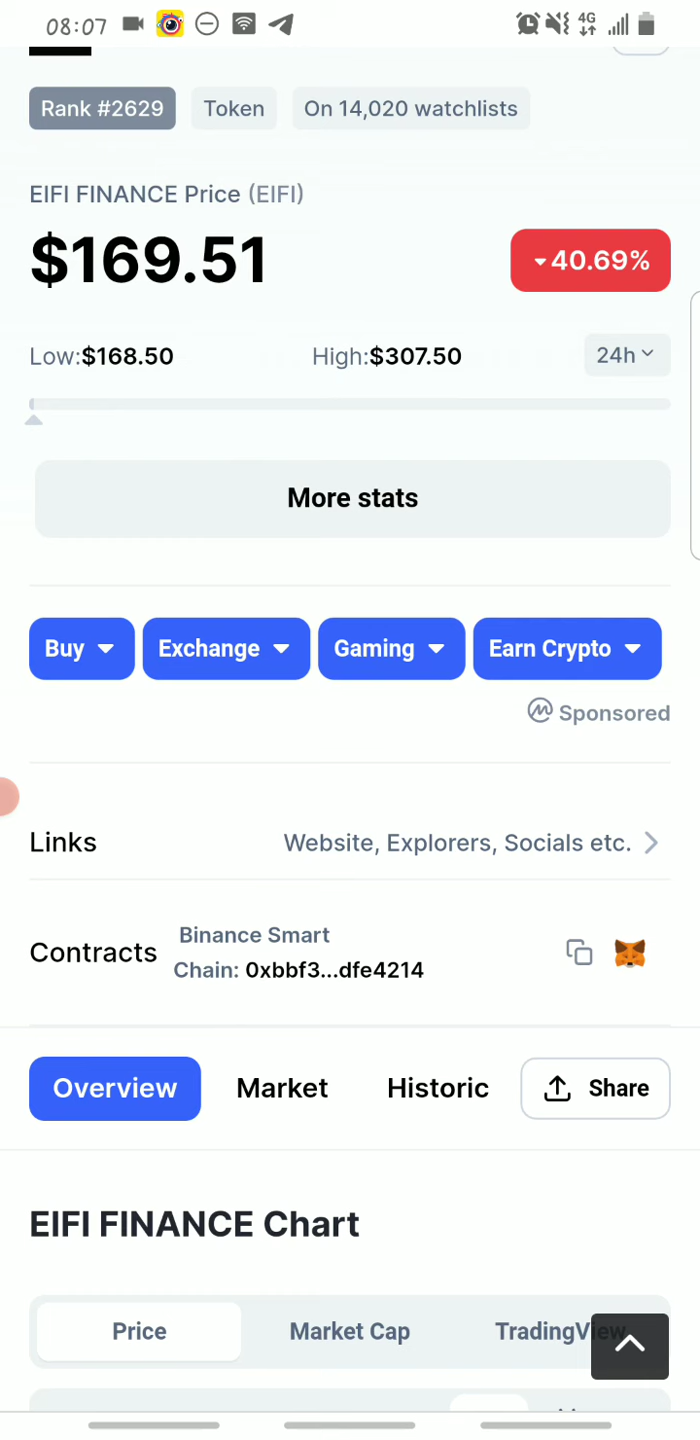 08:07 4G
Rank #2629 Token On 14,020 watchlists
EIFI FINANCE Price (EIFI)
$169.51 40.69%
Low:$168.50 High:$307.50 24h
More stats
Buy Exchange Gaming Earn Crypto
Sponsored
Links Website, Explorers, Socials etc.
Contracts Binance Smart
Chain: 0xbbf3...dfe4214
Overview Market Historic Share
EIFI FINANCE Chart
Price Market Cap TradingView